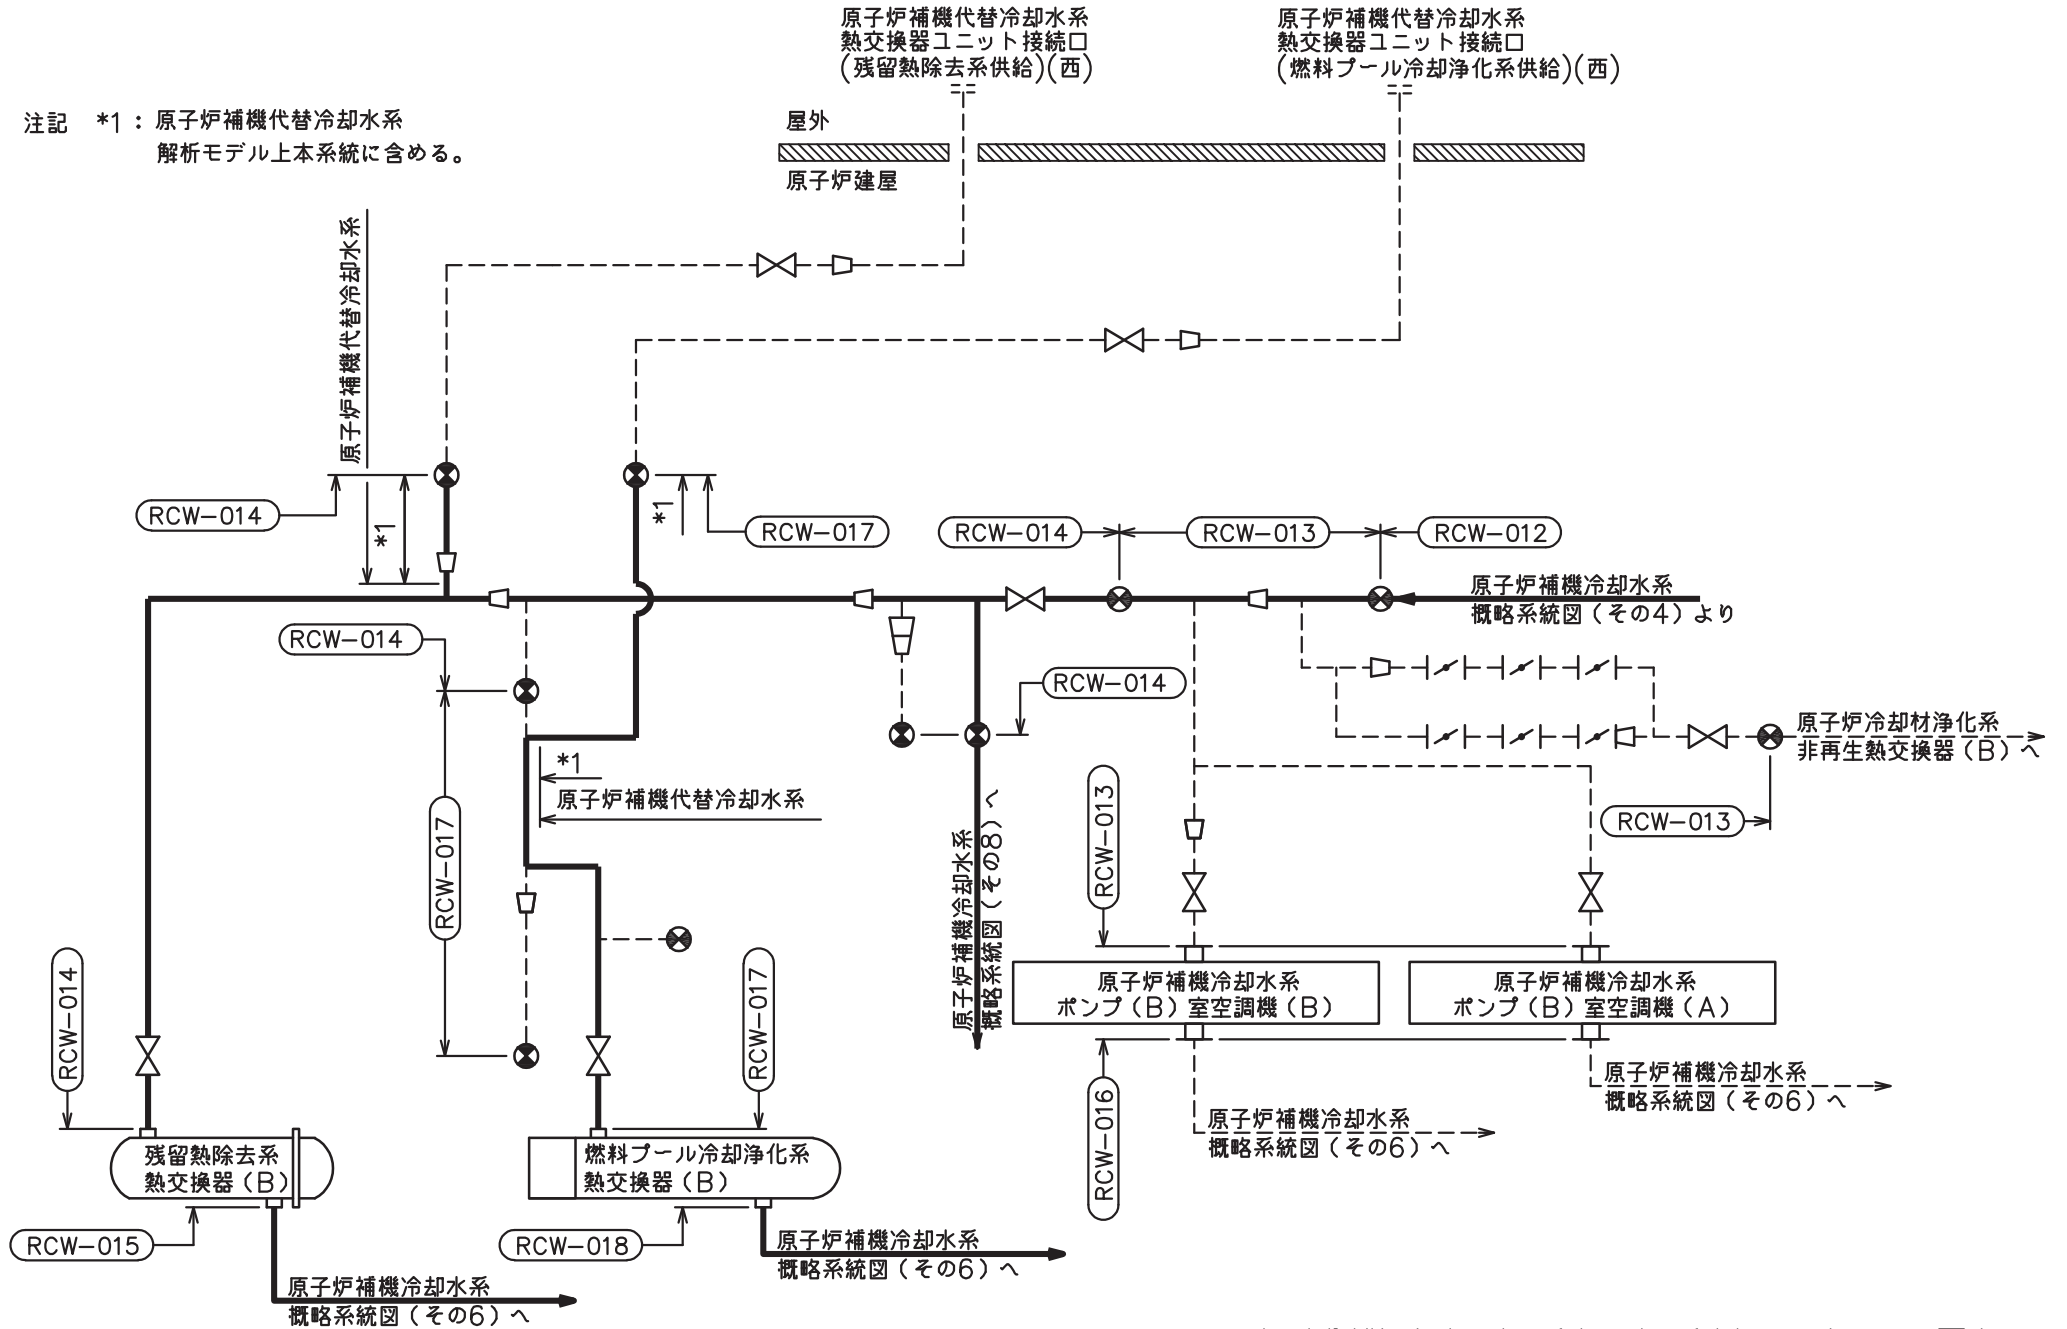 原子炉補機代替冷却水系
熱交換器ユニット接続口
(残留熱除去系供給)(西)
原子炉補機代替冷却水系
熱交換器ユニット接続口
(燃料プール冷却浄化系供給)(西)
注記 *1：原子炉補機代替冷却水系
解析モデル上本系統に含める。
屋外
原子炉建屋
原子炉補機代替冷却水系
RCW-014
*1
*1
RCW-017
RCW-014
RCW-013
RCW-012
原子炉補機冷却水系
概略系統図（その4）より
RCW-014
RCW-014
原子炉冷却材浄化系
非再生熱交換器（B）へ
*1
原子炉補機代替冷却水系
RCW-017
RCW-013
RCW-013
原子炉補機冷却水系
概略系統図（その8）へ
RCW-014
RCW-017
原子炉補機冷却水系
ポンプ（B）室空調機（B）
原子炉補機冷却水系
ポンプ（B）室空調機（A）
原子炉補機冷却水系
概略系統図（その6）へ
RCW-016
原子炉補機冷却水系
概略系統図（その6）へ
残留熱除去系
熱交換器（B）
燃料プール冷却浄化系
熱交換器（B）
RCW-015
RCW-018
原子炉補機冷却水系
概略系統図（その6）へ
原子炉補機冷却水系
概略系統図（その6）へ